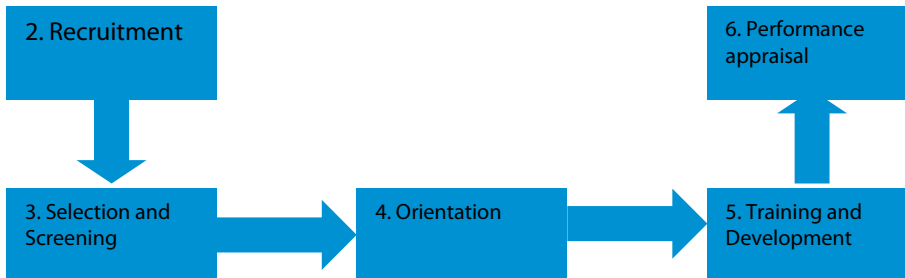 2. Recruitment
6. Performance
appraisal
3. Selection and
Screening
4. Orientation
5. Training and
Development